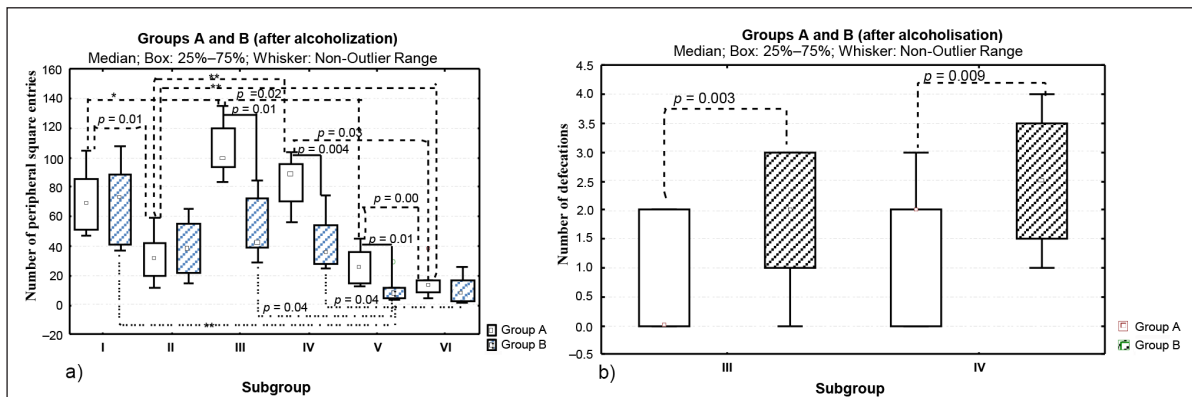 Groups A and B (after alcoholization)
Median; Box: 25%–75%; Whisker: Non-Outlier Range
Number of peripheral square entries
160
140
120
100
80
60
40
20
0
−20
**
**
*
p =0.02
p = 0.01
p = 0.01
p = 0.03
p = 0.004
p = 0.00
p = 0.01
p = 0.04
p = 0.04
**
I II III IV V VI
Group A
Group B
a)
Subgroup
Groups A and B (after alcoholisation)
Median; Box: 25%–75%; Whisker: Non-Outlier Range
Number of defecations
4.5
4.0
3.5
3.0
2.5
2.0
1.5
1.0
0.5
0.0
−0.5
p = 0.003
p = 0.009
III IV
Group A
Group B
b)
Subgroup